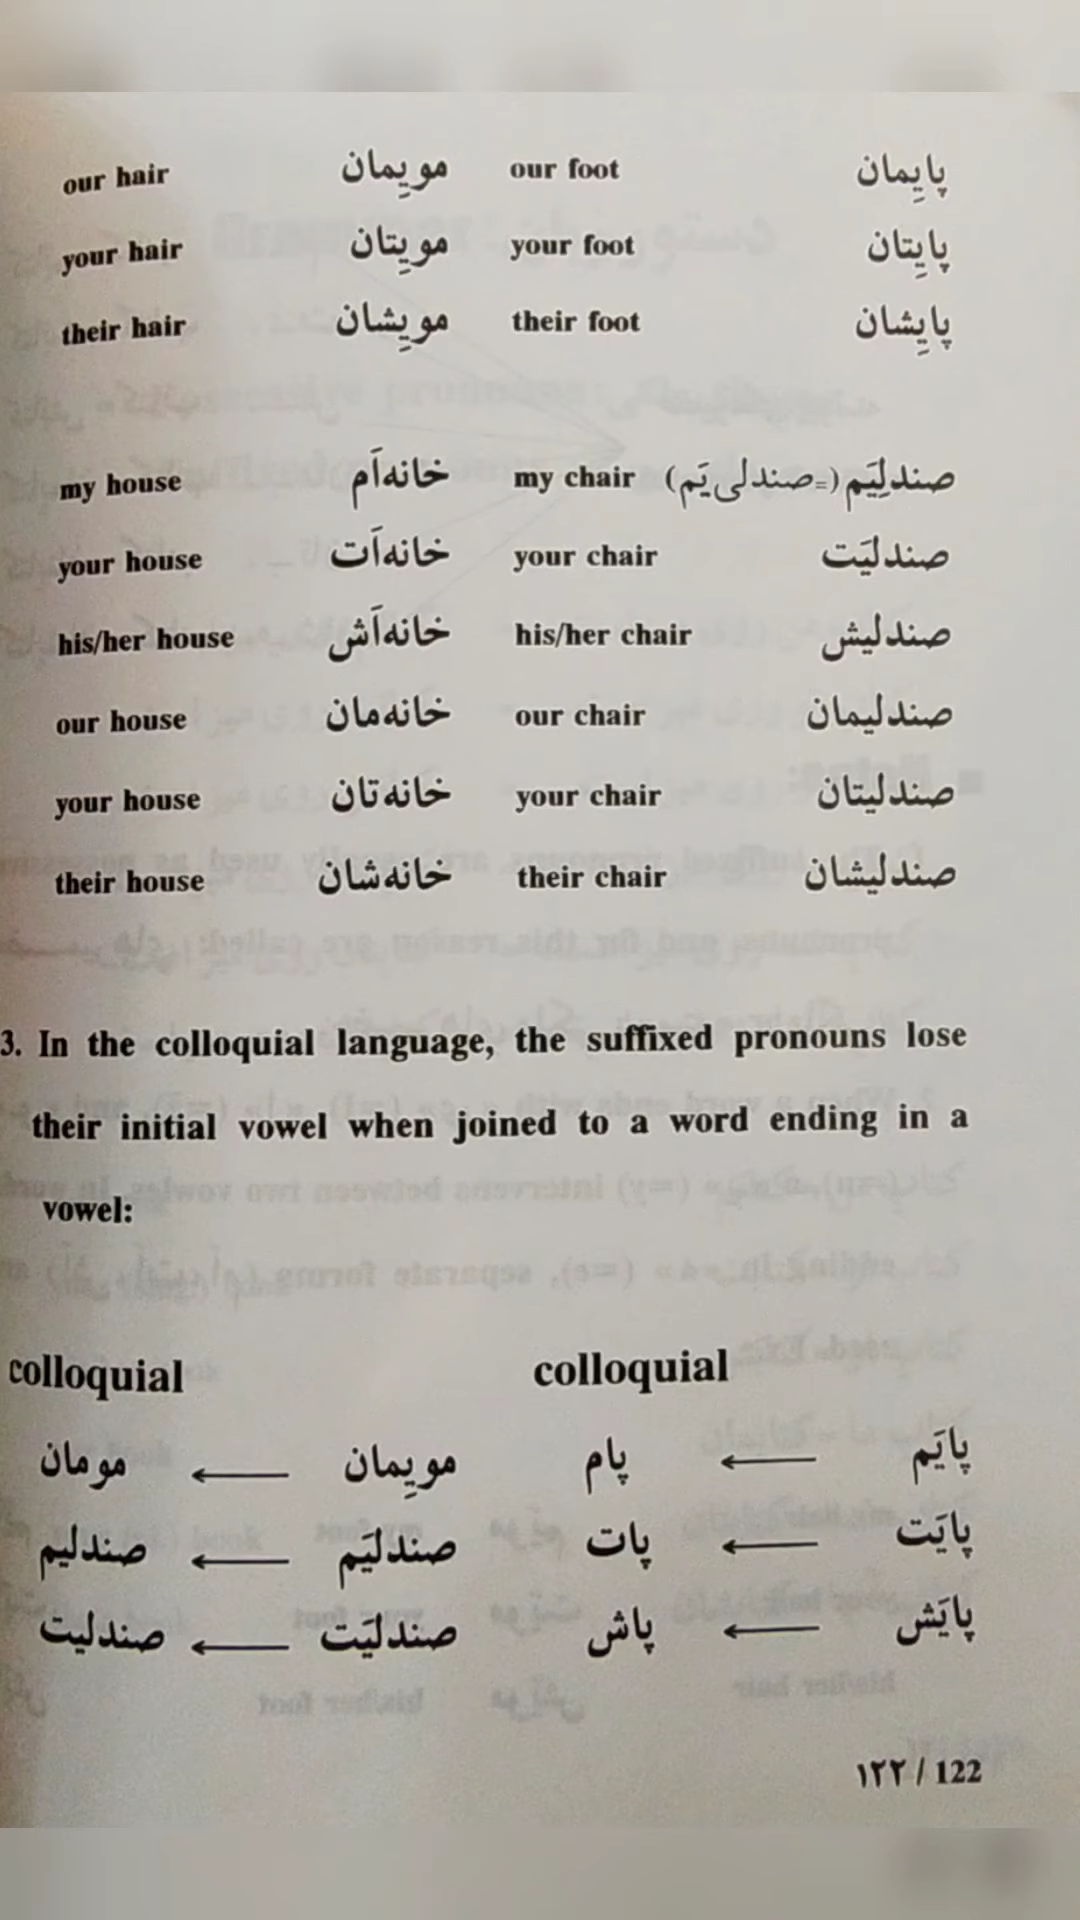 our hair مویِمان our foot پایِمان
your hair مویِتان your foot پایِتان
their hair مویِشان their foot پایِشان
my house خانه‌اَم my chair صندلِیَم (=صندلی‌یَم)
your house خانه‌اَت your chair صندلیَت
his/her house خانه‌اَش his/her chair صندلیش
our house خانه‌مان our chair صندلیمان
your house خانه‌تان your chair صندلیتان
their house خانه‌شان their chair صندلیشان
3. In the colloquial language, the suffixed pronouns lose
their initial vowel when joined to a word ending in a
vowel:
colloquial colloquial
پایَم ← پام مویِمان ← مومان
پایَت ← پات صندلیَم ← صندلیم
پایَش ← پاش صندلیَت ← صندلیت
۱۲۲ / 122